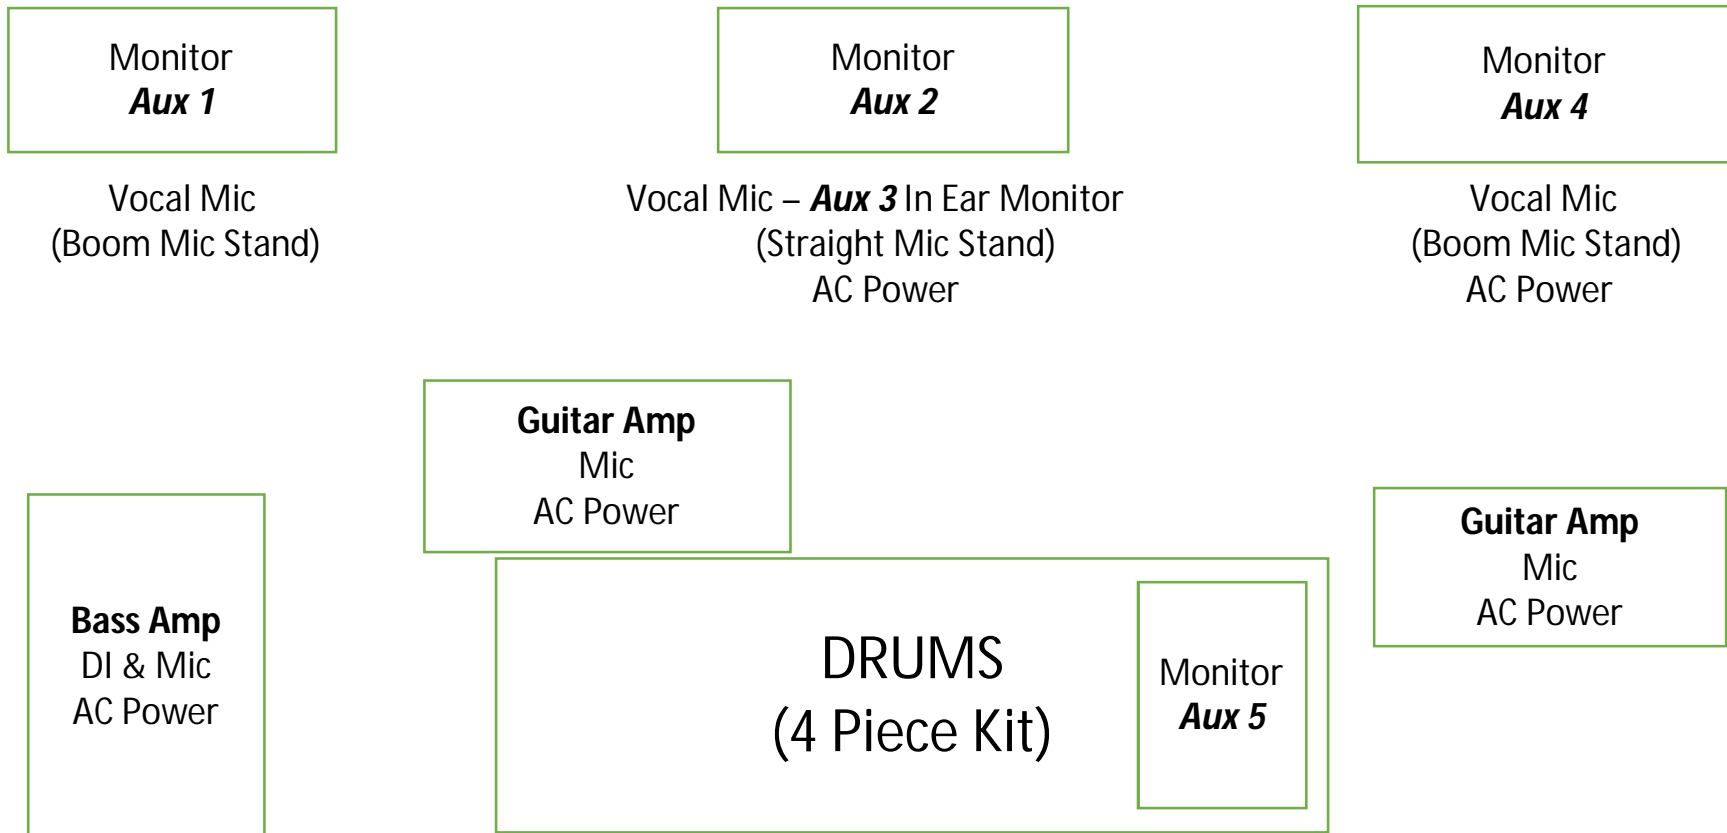 Monitor
Aux 1
Monitor
Aux 2
Monitor
Aux 4
Vocal Mic
(Boom Mic Stand)
Vocal Mic – Aux 3 In Ear Monitor
(Straight Mic Stand)
AC Power
Vocal Mic
(Boom Mic Stand)
AC Power
Guitar Amp
Mic
AC Power
Guitar Amp
Mic
AC Power
Bass Amp
DI & Mic
AC Power
DRUMS
(4 Piece Kit)
Monitor
Aux 5